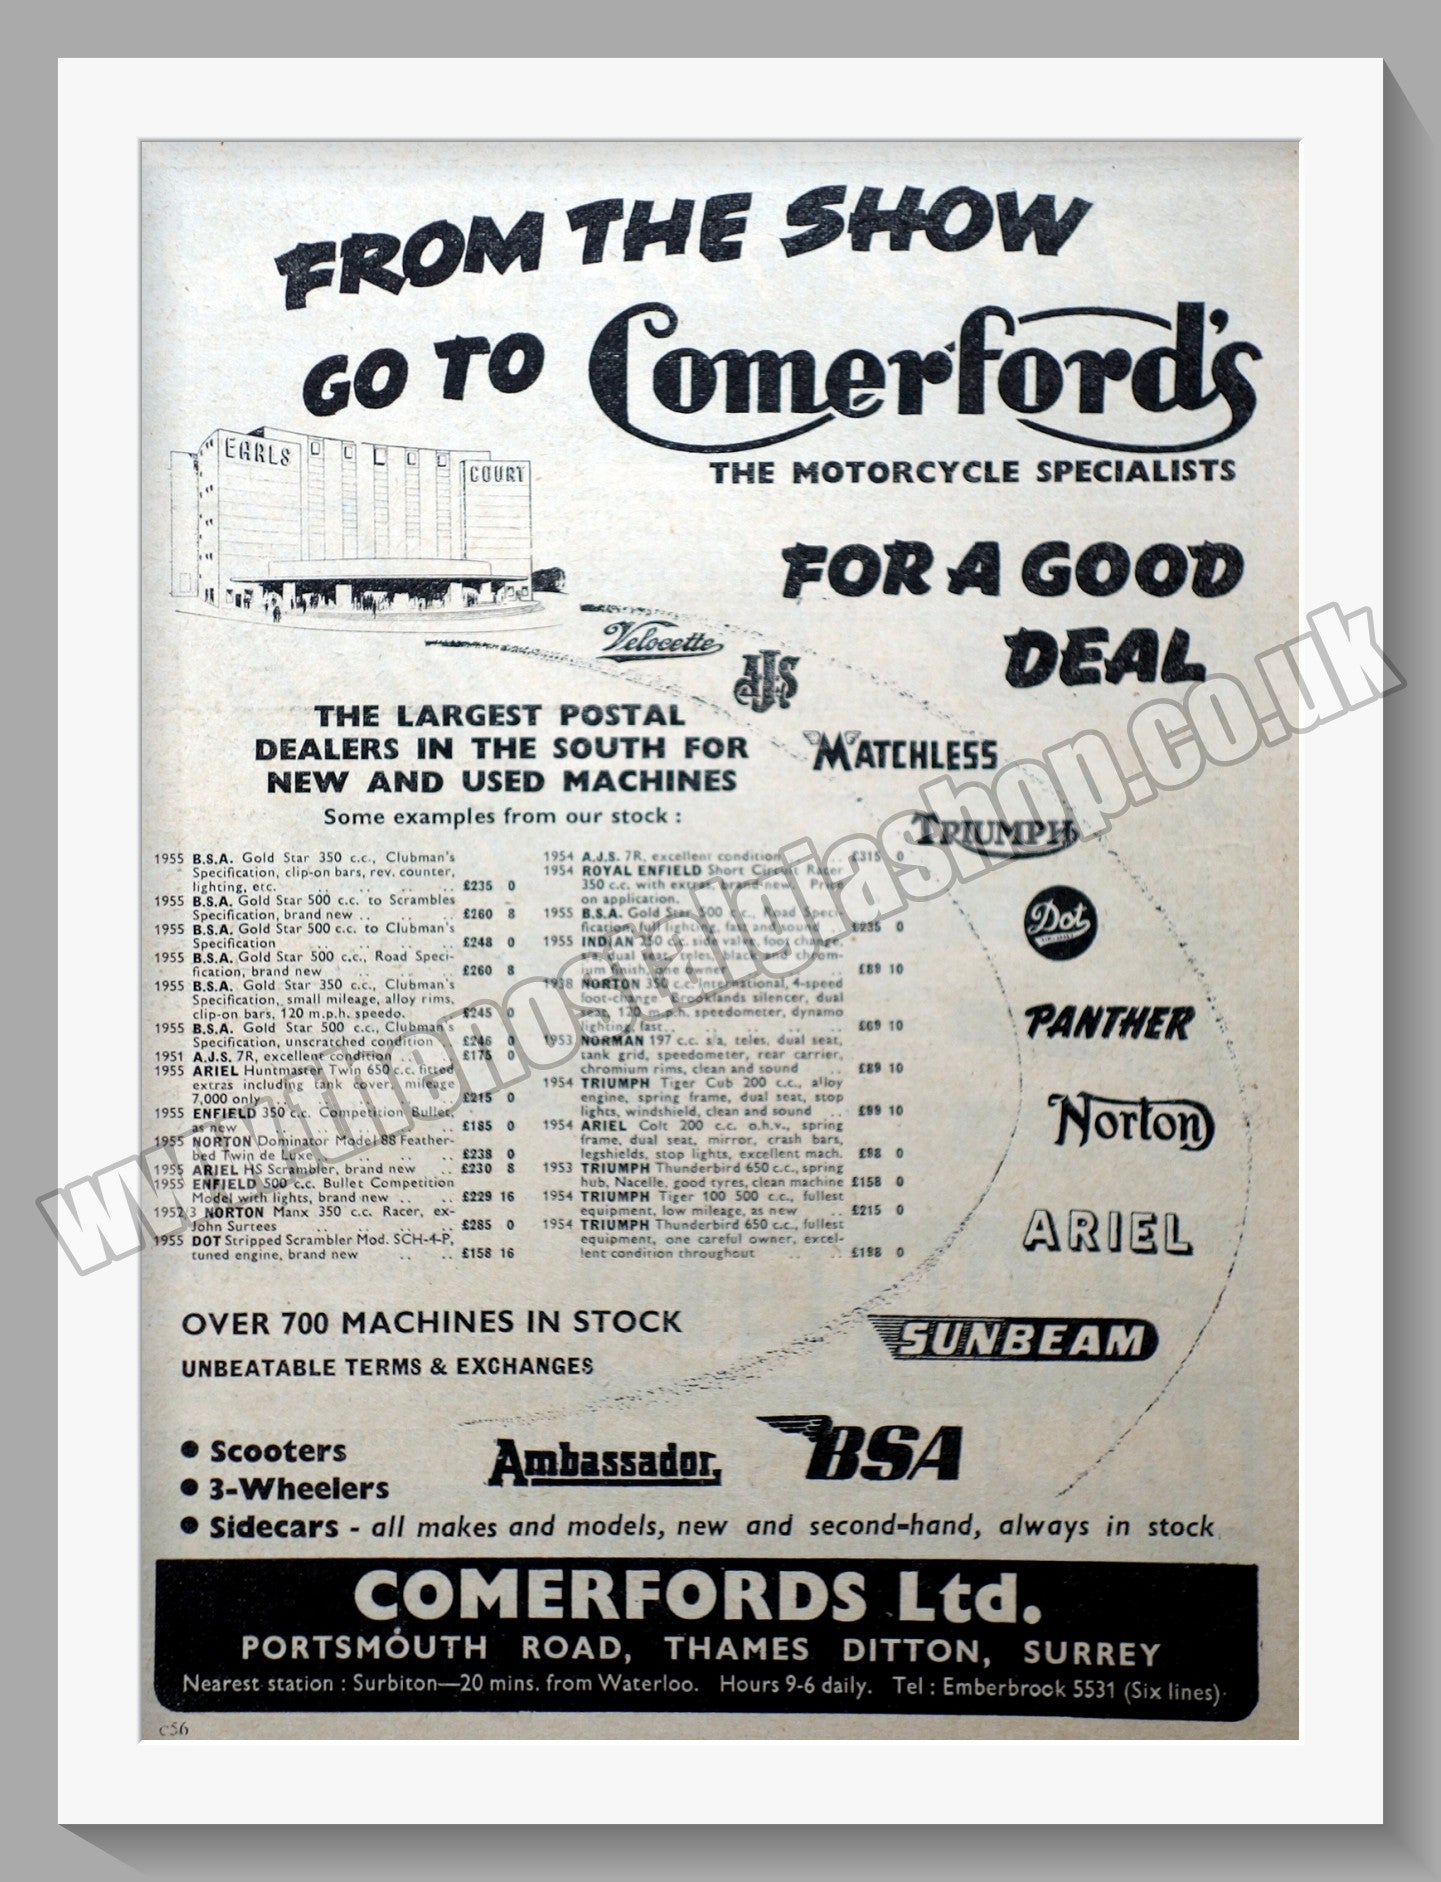 FROM THE SHOW
GO TO Comerford's
THE MOTORCYCLE SPECIALISTS
EARLS COURT
FOR A GOOD
DEAL
Velocette
AJS
THE LARGEST POSTAL
DEALERS IN THE SOUTH FOR
NEW AND USED MACHINES
Some examples from our stock :
MATCHLESS
TRIUMPH
Dot
PANTHER
Norton
ARIEL
SUNBEAM
1955 B.S.A. Gold Star 350 c.c., Clubman's
Specification, clip-on bars, rev. counter,
lighting, etc. .. .. .. .. £235 0
1955 B.S.A. Gold Star 500 c.c. to Scrambles
Specification, brand new .. .. .. £260 8
1955 B.S.A. Gold Star 500 c.c. to Clubman's
Specification .. .. .. .. £248 0
1955 B.S.A. Gold Star 500 c.c., Road Speci-
fication, brand new .. .. .. £260 8
1955 B.S.A. Gold Star 350 c.c., Clubman's
Specification, small mileage, alloy rims,
clip-on bars, 120 m.p.h. speedo. .. £245 0
1955 B.S.A. Gold Star 500 c.c., Clubman's
Specification, unscratched condition £246 0
1951 A.J.S. 7R, excellent condition .. .. £175 0
1955 ARIEL Huntmaster Twin 650 c.c. fitted
extras including tank cover, mileage
7,000 only .. .. .. .. £215 0
1955 ENFIELD 350 c.c. Competition Bullet,
as new .. .. .. .. £185 0
1955 NORTON Dominator Model 88 Feather-
bed Twin de Luxe .. .. .. £238 0
1955 ARIEL HS Scrambler, brand new .. £230 8
1955 ENFIELD 500 c.c. Bullet Competition
Model with lights, brand new .. .. £229 16
1952/3 NORTON Manx 350 c.c. Racer, ex-
John Surtees .. .. .. .. £285 0
1955 DOT Stripped Scrambler Mod. SCH-4-P,
tuned engine, brand new .. .. £158 16
1954 A.J.S. 7R, excellent condition .. .. £315 0
1954 ROYAL ENFIELD Short Circuit Racer
350 c.c. with extras, brand-new. Price
on application.
1955 B.S.A. Gold Star 500 c.c., Road Speci-
fication, full lighting, fast and sound £235 0
1955 INDIAN 250 c.c. side valve, foot change,
s/a, dual seat, teles, black and chrom-
ium finish, one owner .. .. £89 10
1938 NORTON 350 c.c. International, 4-speed
foot-change. Brooklands silencer, dual
seat, 120 m.p.h. speedometer, dynamo
lighting, fast .. .. .. .. £69 10
1953 NORMAN 197 c.c. s/a, teles, dual seat,
tank grid, speedometer, rear carrier,
chromium rims, clean and sound .. £89 10
1954 TRIUMPH Tiger Cub 200 c.c., alloy
engine, spring frame, dual seat, stop
lights, windshield, clean and sound .. £99 10
1954 ARIEL Colt 200 c.c. o.h.v., spring
frame, dual seat, mirror, crash bars,
legshields, stop lights, excellent mach. £98 0
1953 TRIUMPH Thunderbird 650 c.c., spring
hub, Nacelle, good tyres, clean machine £158 0
1954 TRIUMPH Tiger 100 500 c.c., fullest
equipment, low mileage, as new .. £215 0
1954 TRIUMPH Thunderbird 650 c.c., fullest
equipment, one careful owner, excel-
lent condition throughout .. .. £198 0
OVER 700 MACHINES IN STOCK
UNBEATABLE TERMS & EXCHANGES
Ambassador
BSA
• Scooters
• 3-Wheelers
• Sidecars - all makes and models, new and second-hand, always in stock
COMERFORDS Ltd.
PORTSMOUTH ROAD, THAMES DITTON, SURREY
Nearest station : Surbiton—20 mins. from Waterloo. Hours 9-6 daily. Tel : Emberbrook 5531 (Six lines)
C56
www.thenostalgiashop.co.uk